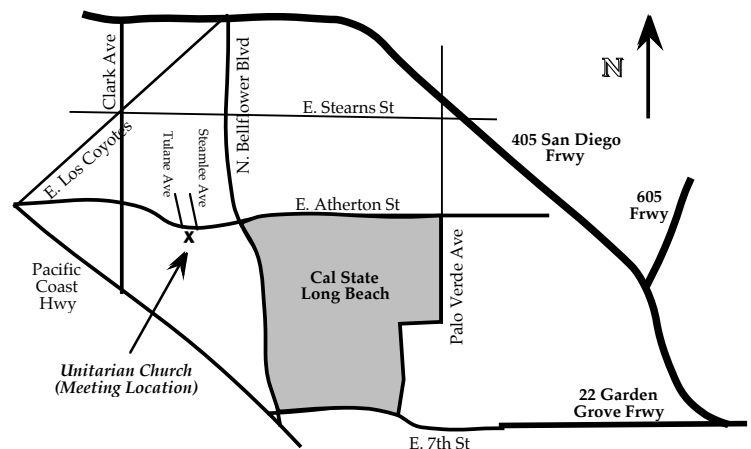 Clark Ave
N. Bellflower Blvd
N
E. Stearns St
405 San Diego
Frwy
E. Los Coyotes
Tulane Ave
Steamlee Ave
605
Frwy
E. Atherton St
X
Pacific
Coast
Hwy
Cal State
Long Beach
Palo Verde Ave
Unitarian Church
(Meeting Location)
22 Garden
Grove Frwy
E. 7th St